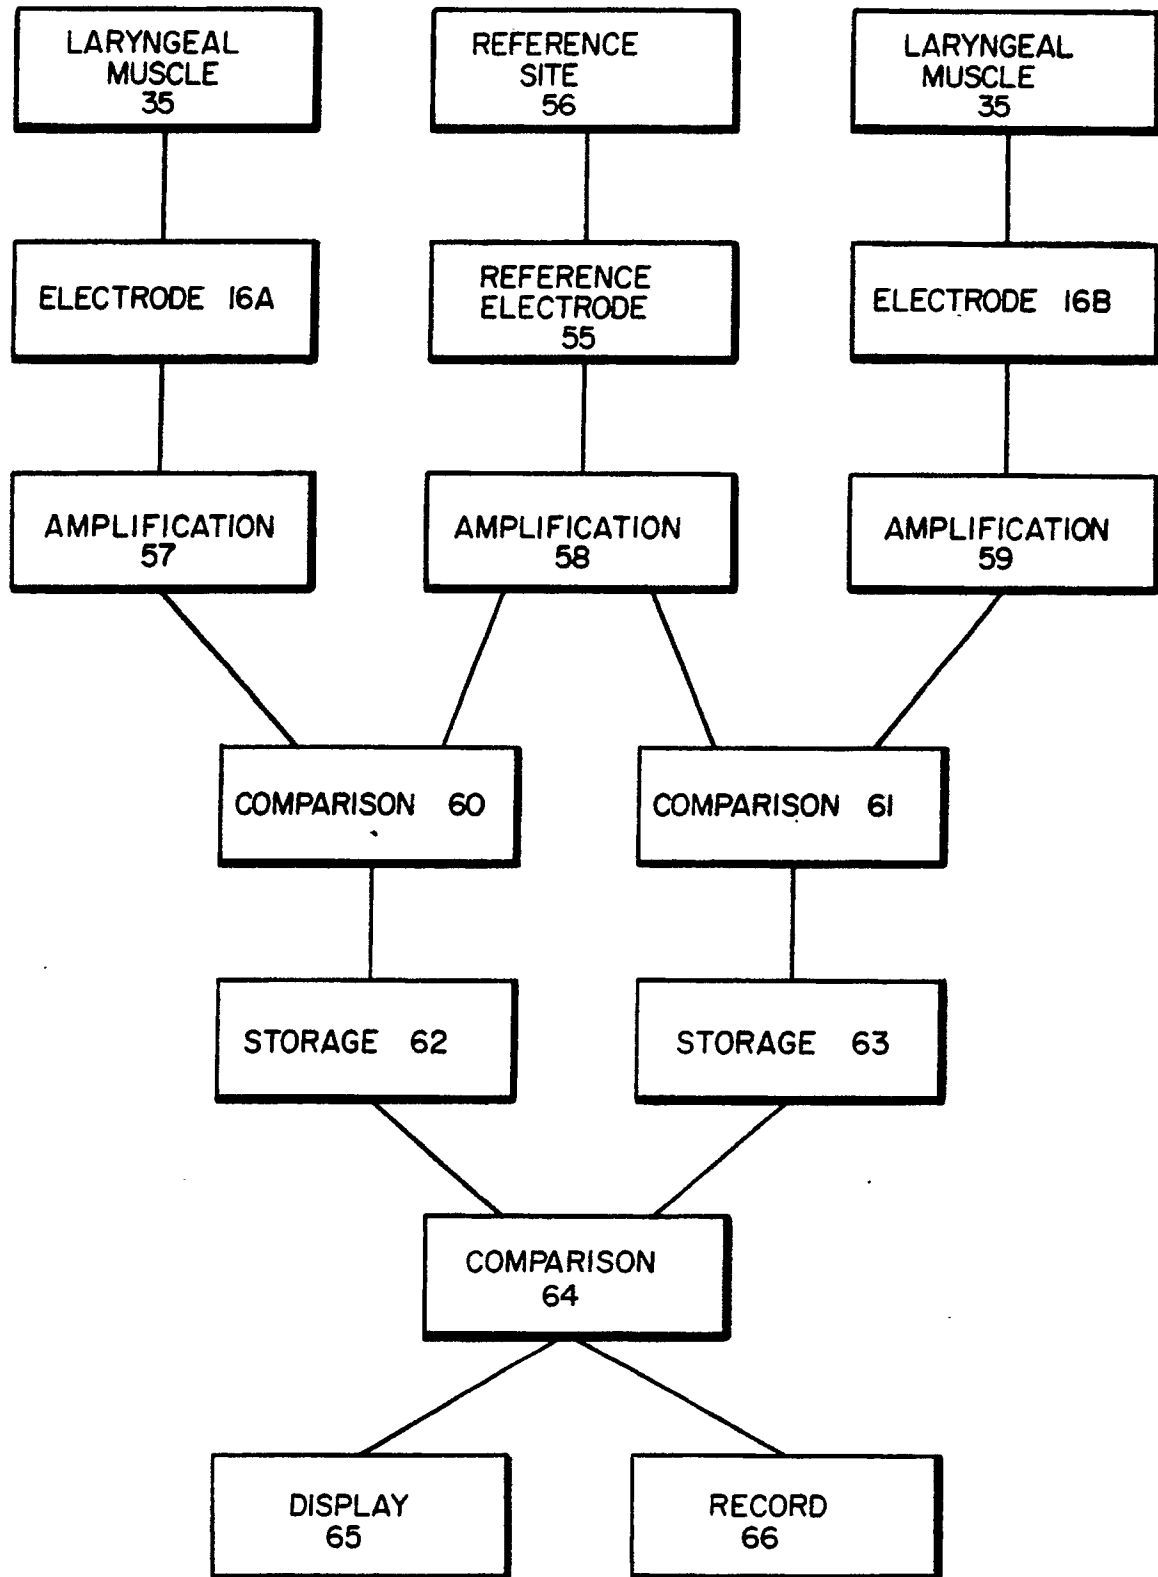 LARYNGEAL
MUSCLE
35
REFERENCE
SITE
56
LARYNGEAL
MUSCLE
35
ELECTRODE 16A
REFERENCE
ELECTRODE
55
ELECTRODE 16B
AMPLIFICATION
57
AMPLIFICATION
58
AMPLIFICATION
59
COMPARISON 60
COMPARISON 61
STORAGE 62
STORAGE 63
COMPARISON
64
DISPLAY
65
RECORD
66